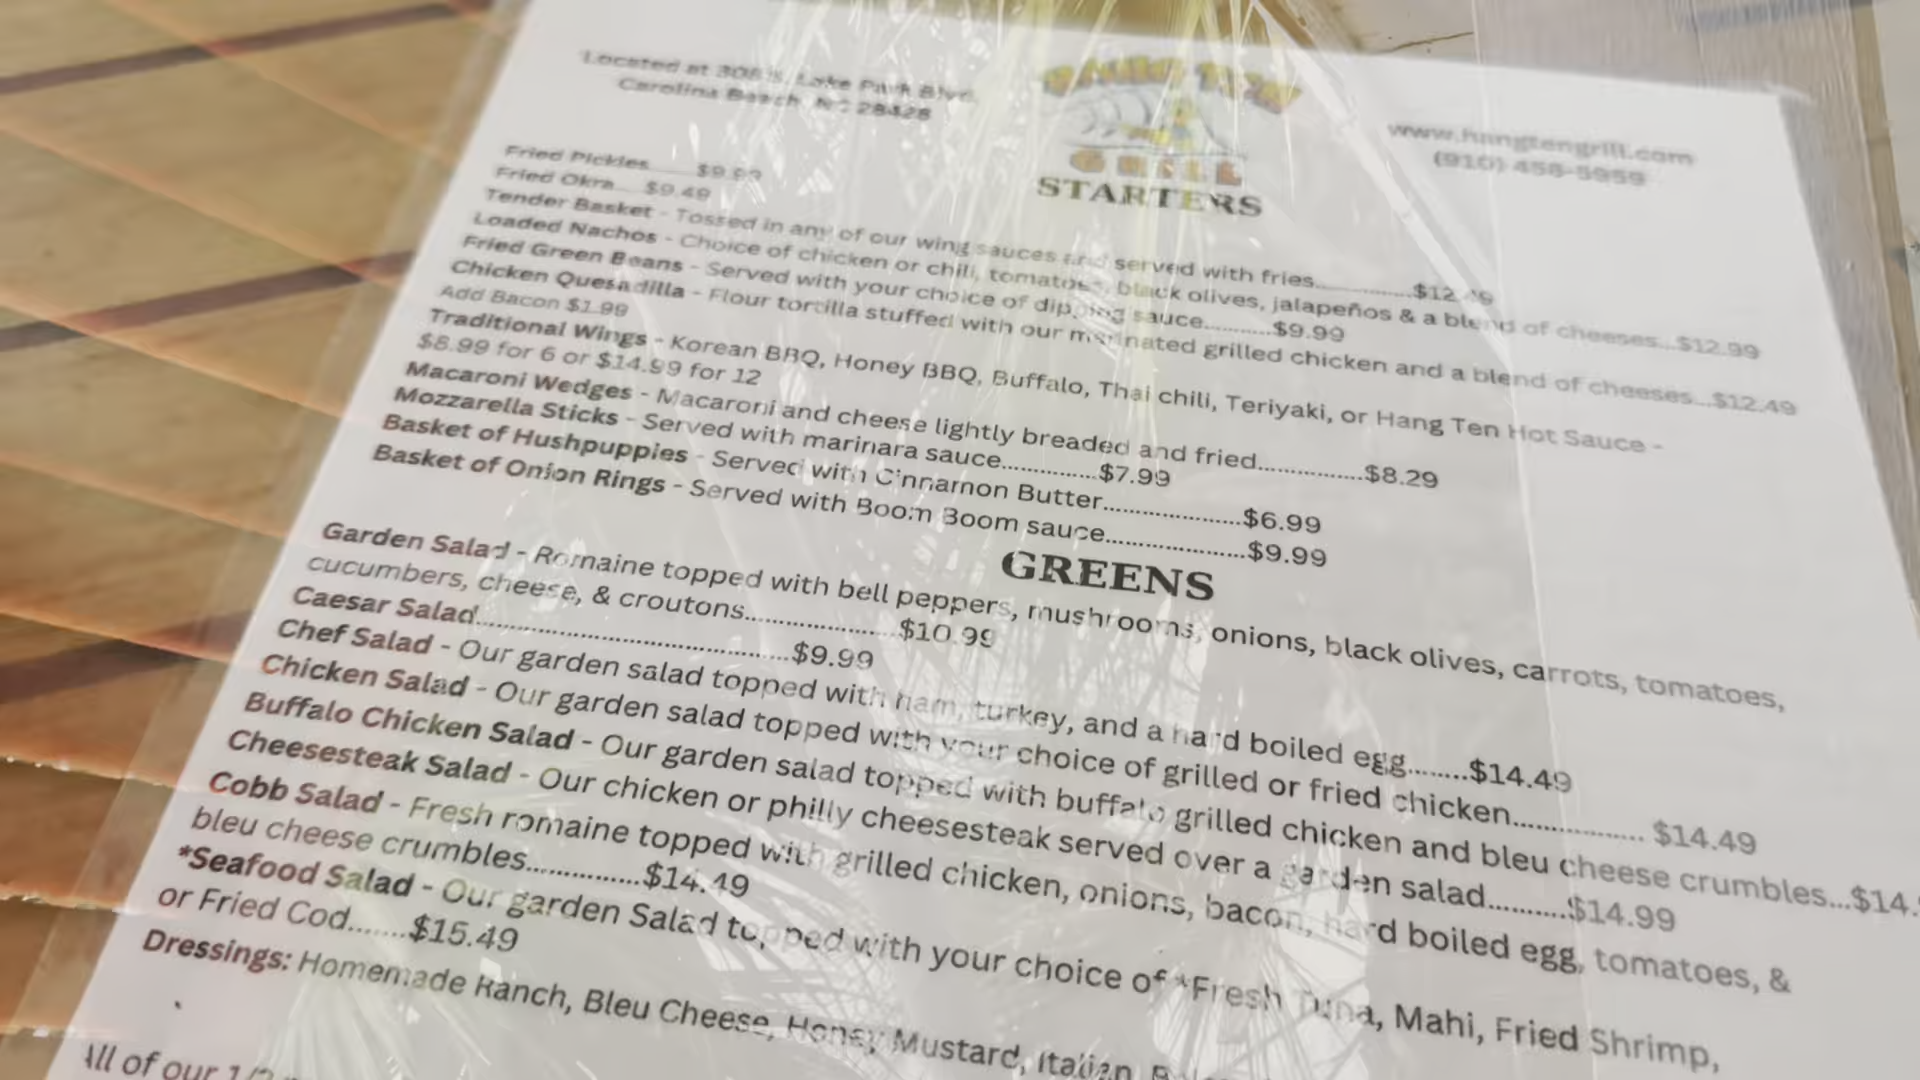 Located at 308 S. Lake Park Blvd.
Carolina Beach, NC 28428
HANG TEN
GRILL
www.hangtengrill.com
(910) 458-5959
STARTERS
Fried Pickles...... $9.99
Fried Okra.... $9.49
Tender Basket - Tossed in any of our wing sauces and served with fries..............$12.49
Loaded Nachos - Choice of chicken or chili, tomatoes, black olives, jalapeños & a blend of cheeses...$12.99
Fried Green Beans - Served with your choice of dipping sauce..........$9.99
Chicken Quesadilla - Flour tortilla stuffed with our marinated grilled chicken and a blend of cheeses...$12.49
Add Bacon $1.99
Traditional Wings - Korean BBQ, Honey BBQ, Buffalo, Thai chili, Teriyaki, or Hang Ten Hot Sauce -
$8.99 for 6 or $14.99 for 12
Macaroni Wedges - Macaroni and cheese lightly breaded and fried...............$8.29
Mozzarella Sticks - Served with marinara sauce.............$7.99
Basket of Hushpuppies - Served with Cinnamon Butter....................$6.99
Basket of Onion Rings - Served with Boom Boom sauce....................$9.99
GREENS
Garden Salad - Romaine topped with bell peppers, mushrooms, onions, black olives, carrots, tomatoes,
cucumbers, cheese, & croutons.....................$10.99
Caesar Salad...........................................$9.99
Chef Salad - Our garden salad topped with ham, turkey, and a hard boiled egg........$14.49
Chicken Salad - Our garden salad topped with your choice of grilled or fried chicken................ $14.49
Buffalo Chicken Salad - Our garden salad topped with buffalo grilled chicken and bleu cheese crumbles...$14.
Cheesesteak Salad - Our chicken or philly cheesesteak served over a garden salad..........$14.99
Cobb Salad - Fresh romaine topped with grilled chicken, onions, bacon, hard boiled egg, tomatoes, &
bleu cheese crumbles..............$14.49
*Seafood Salad - Our garden Salad topped with your choice of *Fresh Tuna, Mahi, Fried Shrimp,
or Fried Cod.......$15.49
Dressings: Homemade Ranch, Bleu Cheese, Honey Mustard, Italian,
All of our 1/2